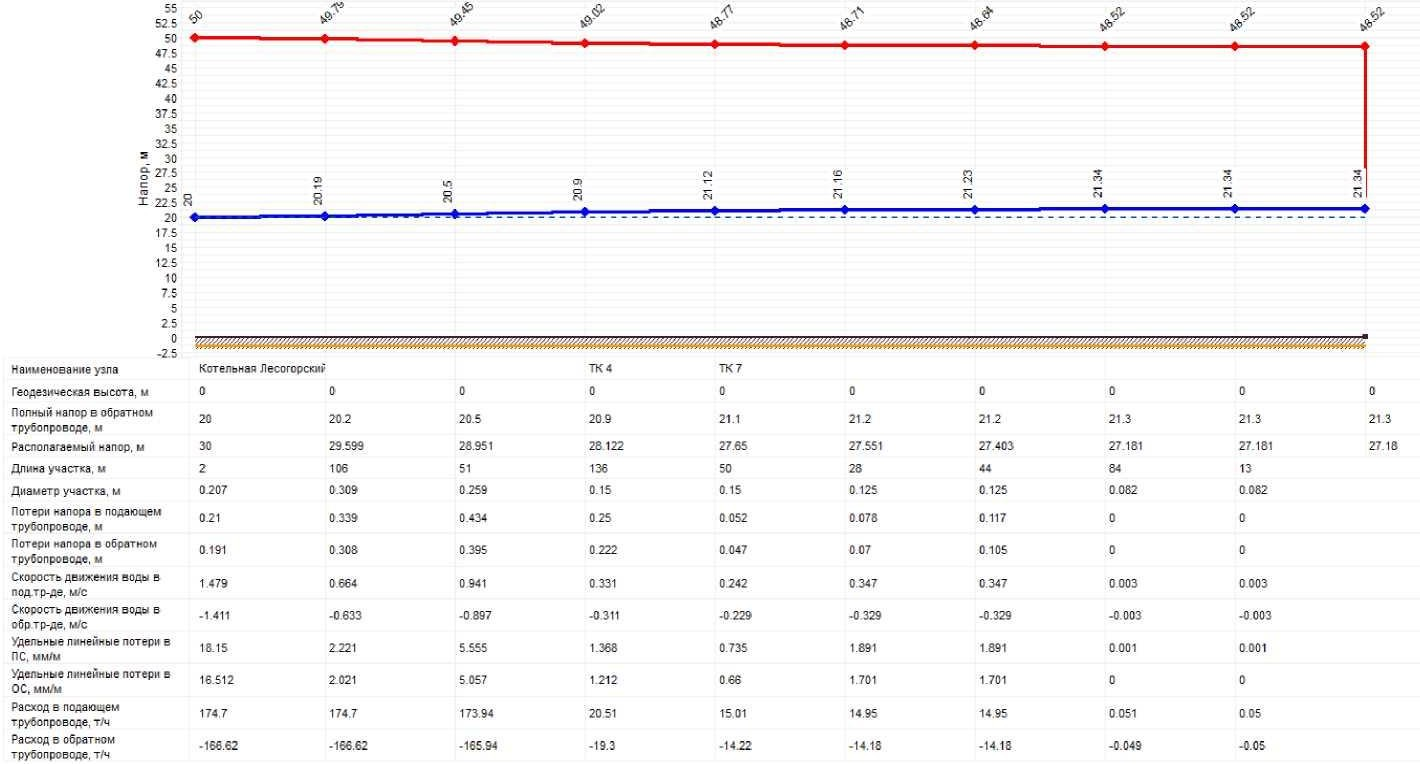 55
52.5
50
47.5
45
42.5
40
37.5
35
32.5
30
27.5
25
22.5
20
17.5
15
12.5
10
7.5
5
2.5
0
-2.5
Напор, м
50 49.79 49.45 49.02 48.77 48.71 48.64 48.52 48.52 48.52
20 20.19 20.5 20.9 21.12 21.16 21.23 21.34 21.34 21.34
Наименование узла Котельная Лесогорский ТК 4 ТК 7
Геодезическая высота, м 0 0 0 0 0 0 0 0 0 0
Полный напор в обратном
трубопроводе, м 20 20.2 20.5 20.9 21.1 21.2 21.2 21.3 21.3 21.3
Располагаемый напор, м 30 29.599 28.951 28.122 27.65 27.551 27.403 27.181 27.181 27.18
Длина участка, м 2 106 51 136 50 28 44 84 13
Диаметр участка, м 0.207 0.309 0.259 0.15 0.15 0.125 0.125 0.082 0.082
Потери напора в подающем
трубопроводе, м 0.21 0.339 0.434 0.25 0.052 0.078 0.117 0 0
Потери напора в обратном
трубопроводе, м 0.191 0.308 0.395 0.222 0.047 0.07 0.105 0 0
Скорость движения воды в
под.тр-де, м/с 1.479 0.664 0.941 0.331 0.242 0.347 0.347 0.003 0.003
Скорость движения воды в
обр.тр-де, м/с -1.411 -0.633 -0.897 -0.311 -0.229 -0.329 -0.329 -0.003 -0.003
Удельные линейные потери в
ПС, мм/м 18.15 2.221 5.555 1.368 0.735 1.891 1.891 0.001 0.001
Удельные линейные потери в
ОС, мм/м 16.512 2.021 5.057 1.212 0.66 1.701 1.701 0 0
Расход в подающем
трубопроводе, т/ч 174.7 174.7 173.94 20.51 15.01 14.95 14.95 0.051 0.05
Расход в обратном
трубопроводе, т/ч -166.62 -166.62 -165.94 -19.3 -14.22 -14.18 -14.18 -0.049 -0.05